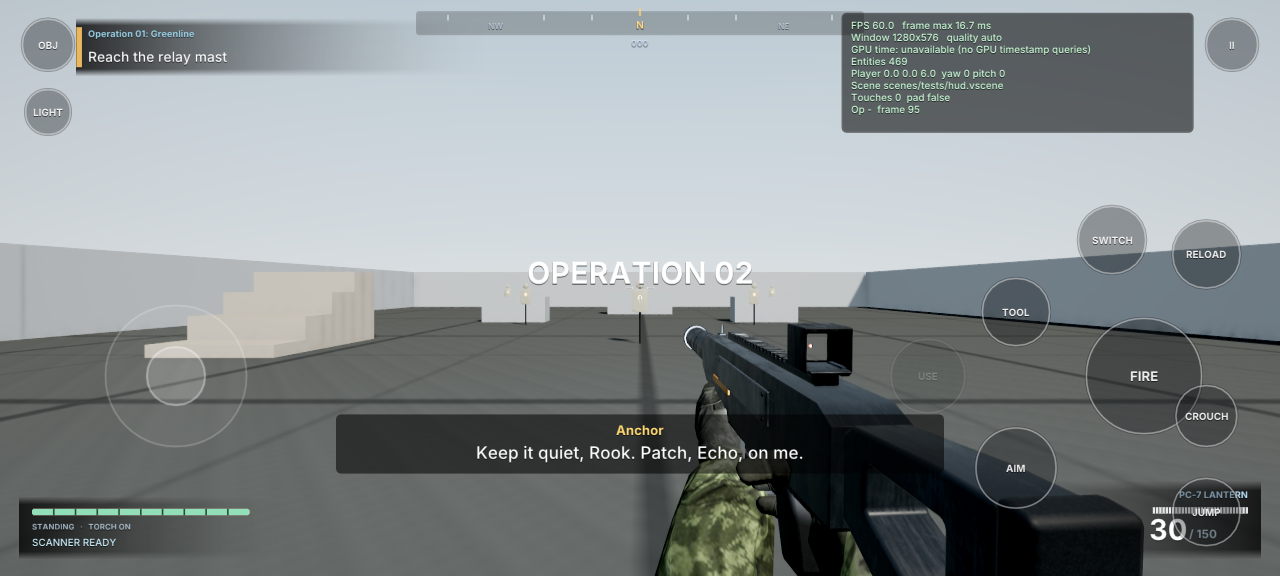 OBJ
Operation 01: Greenline
Reach the relay mast
LIGHT
NW
N
NE
000
FPS 60.0 frame max 16.7 ms
Window 1280x576 quality auto
GPU time: unavailable (no GPU timestamp queries)
Entities 469
Player 0.0 0.0 6.0 yaw 0 pitch 0
Scene scenes/tests/hud.vscene
Touches 0 pad false
Op - frame 95
II
SWITCH
RELOAD
OPERATION 02
TOOL
USE
FIRE
CROUCH
Anchor
Keep it quiet, Rook. Patch, Echo, on me.
AIM
STANDING · TORCH ON
SCANNER READY
PC-7 LANTERN
JUMP
30 / 150